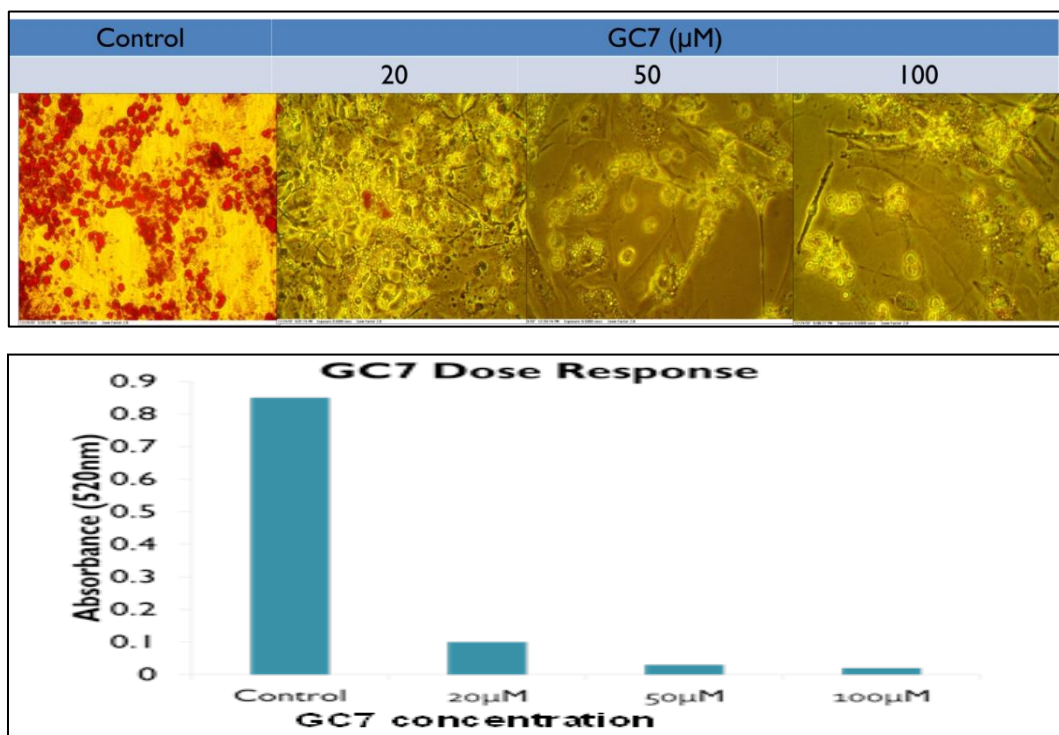 Control GC7 (µM)
20 50 100
GC7 Dose Response
0.9
0.8
0.7
0.6
0.5
0.4
0.3
0.2
0.1
0
Absorbance (520nm)
Control 20µM 50µM 100µM
GC7 concentration